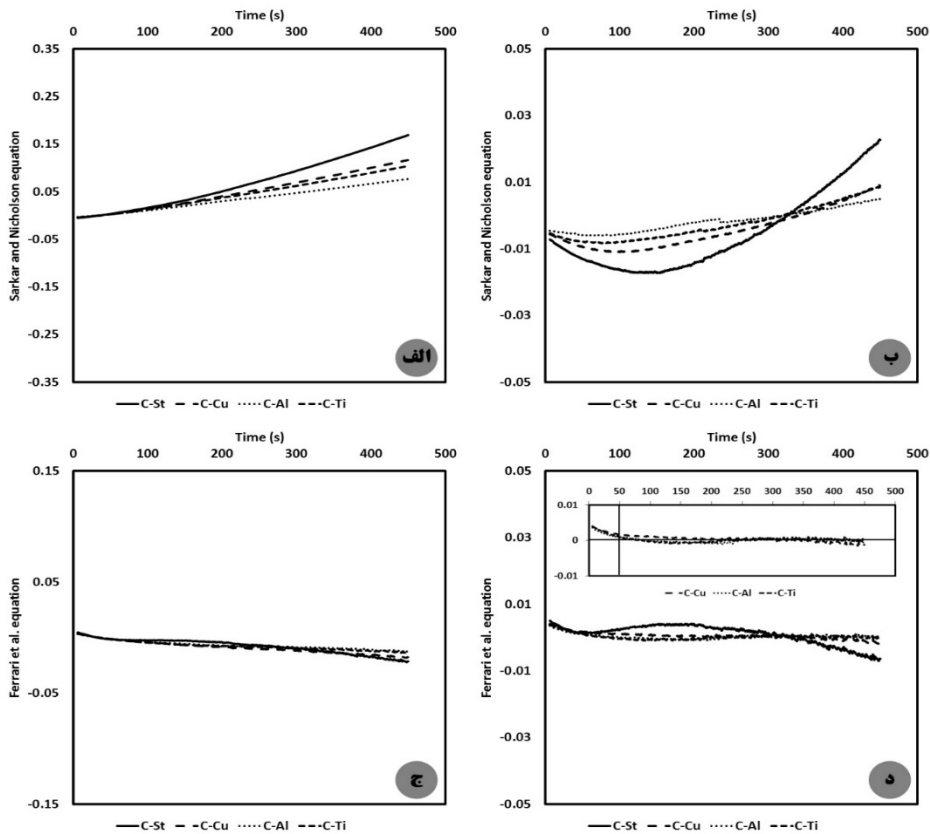 Time (s)
0 100 200 300 400 500
Sarkar and Nicholson equation
0.35
0.25
0.15
0.05
-0.05
-0.15
-0.25
-0.35
الف
C-St C-Cu C-Al C-Ti
Time (s)
0 100 200 300 400 500
Sarkar and Nicholson equation
0.05
0.03
0.01
-0.01
-0.03
-0.05
ب
C-St C-Cu C-Al C-Ti
Time (s)
0 100 200 300 400 500
Ferrari et al. equation
0.15
0.05
-0.05
-0.15
ج
C-St C-Cu C-Al C-Ti
Time (s)
0 100 200 300 400 500
Ferrari et al. equation
0.05
0.03
0.01
-0.01
-0.03
-0.05
0 50 100 150 200 250 300 350 400 450 500
0.01
0
-0.01
C-Cu C-Al C-Ti
د
C-St C-Cu C-Al C-Ti